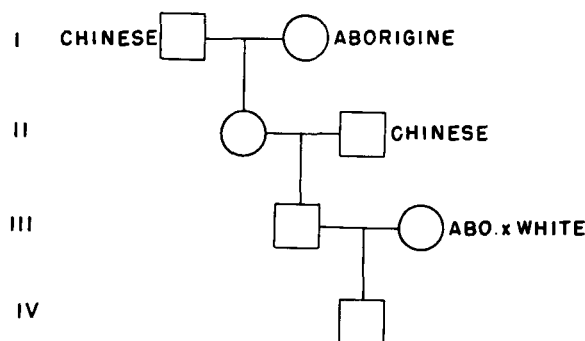 I CHINESE ABORIGINE
II CHINESE
III ABO. x WHITE
IV